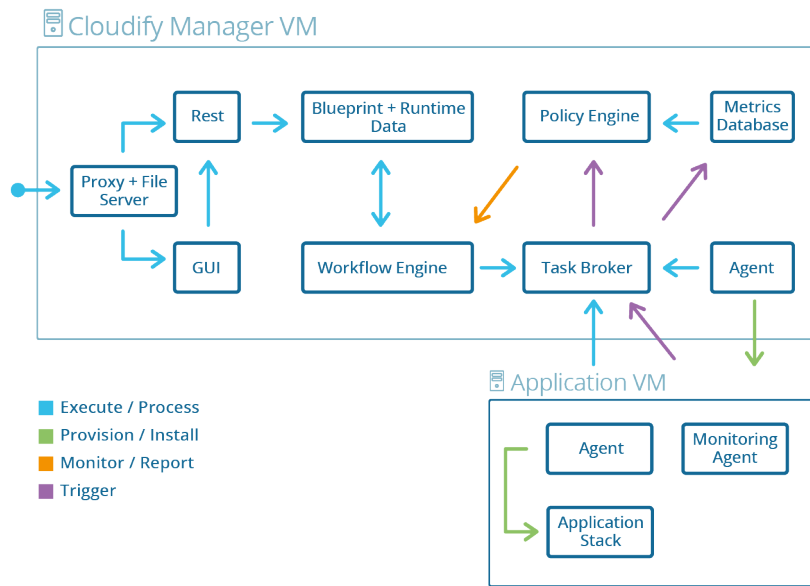 Cloudify Manager VM
Rest
Blueprint + Runtime
Data
Policy Engine
Metrics
Database
Proxy + File
Server
GUI
Workflow Engine
Task Broker
Agent
Application VM
Execute / Process
Provision / Install
Monitor / Report
Trigger
Agent
Monitoring
Agent
Application
Stack